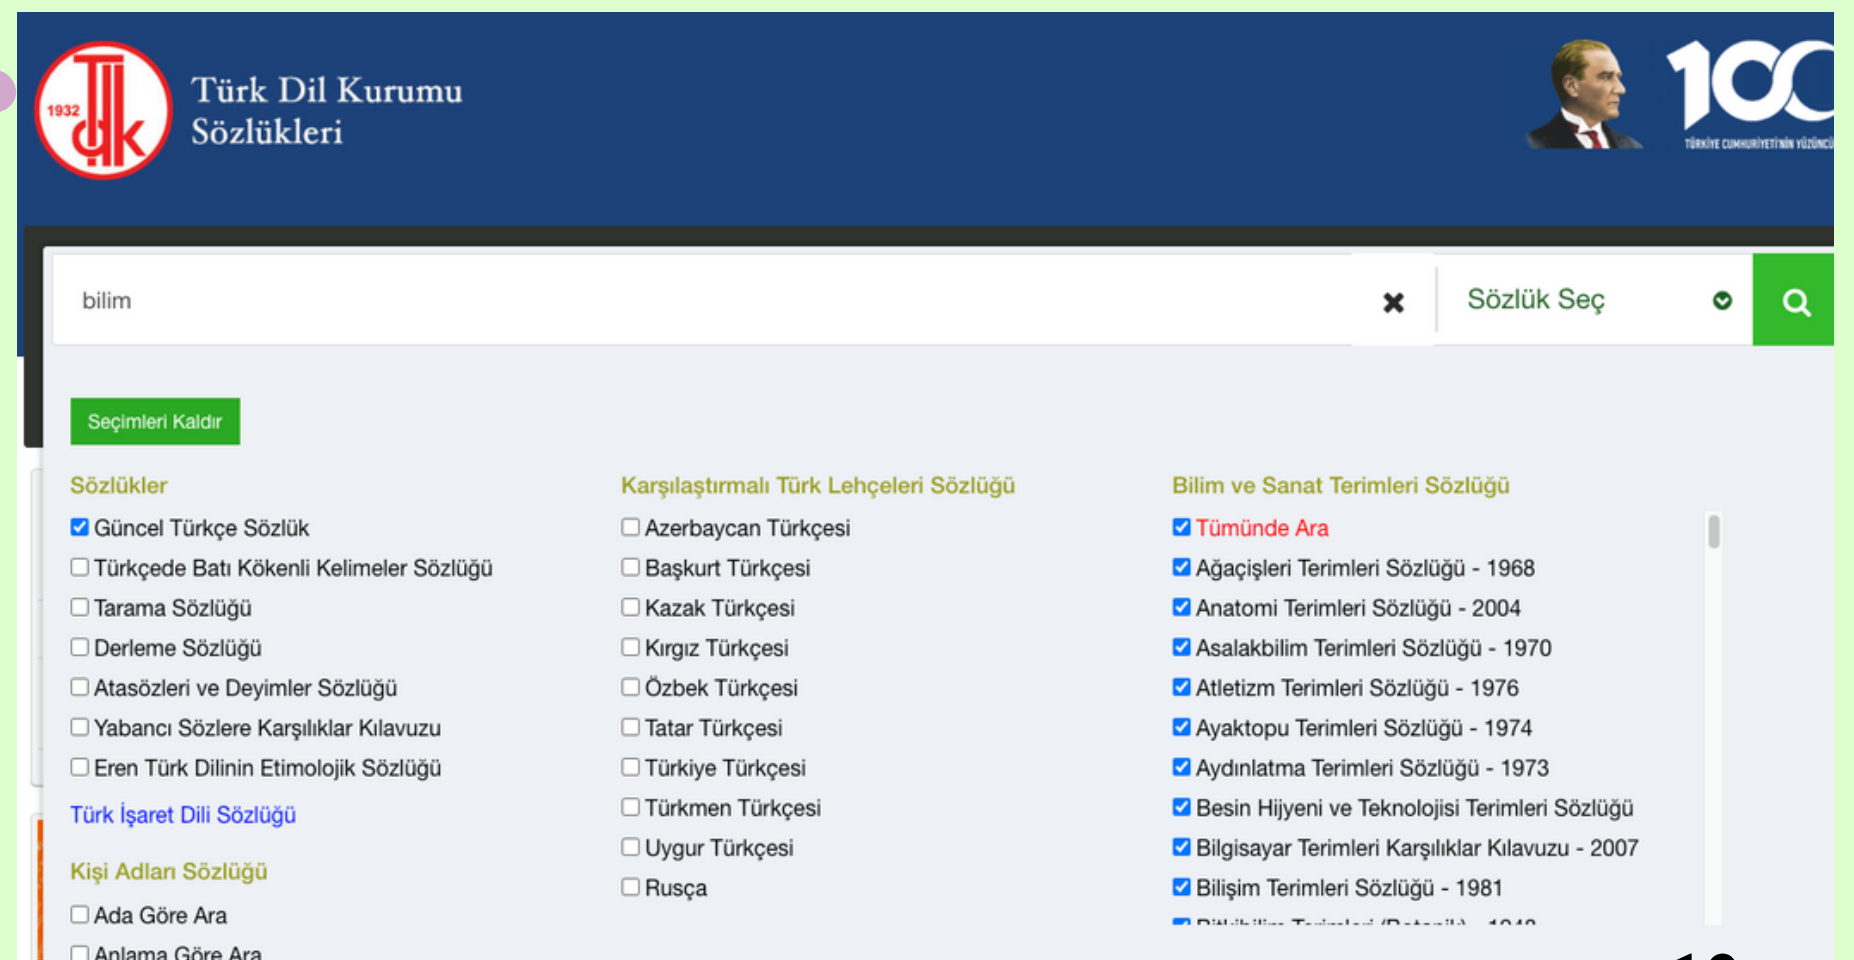 1932
Türk Dil Kurumu
Sözlükleri
100
TÜRKİYE CUMHURİYETİ'NİN YÜZÜNCÜ
bilim
Sözlük Seç
Seçimleri Kaldır
Sözlükler
Güncel Türkçe Sözlük
Türkçede Batı Kökenli Kelimeler Sözlüğü
Tarama Sözlüğü
Derleme Sözlüğü
Atasözleri ve Deyimler Sözlüğü
Yabancı Sözlere Karşılıklar Kılavuzu
Eren Türk Dilinin Etimolojik Sözlüğü
Türk İşaret Dili Sözlüğü
Kişi Adları Sözlüğü
Ada Göre Ara
Anlama Göre Ara
Karşılaştırmalı Türk Lehçeleri Sözlüğü
Azerbaycan Türkçesi
Başkurt Türkçesi
Kazak Türkçesi
Kırgız Türkçesi
Özbek Türkçesi
Tatar Türkçesi
Türkiye Türkçesi
Türkmen Türkçesi
Uygur Türkçesi
Rusça
Bilim ve Sanat Terimleri Sözlüğü
Tümünde Ara
Ağaçişleri Terimleri Sözlüğü - 1968
Anatomi Terimleri Sözlüğü - 2004
Asalakbilim Terimleri Sözlüğü - 1970
Atletizm Terimleri Sözlüğü - 1976
Ayaktopu Terimleri Sözlüğü - 1974
Aydınlatma Terimleri Sözlüğü - 1973
Besin Hijyeni ve Teknolojisi Terimleri Sözlüğü
Bilgisayar Terimleri Karşılıklar Kılavuzu - 2007
Bilişim Terimleri Sözlüğü - 1981
Bitkibilim Terimleri (Botanik) - 1948